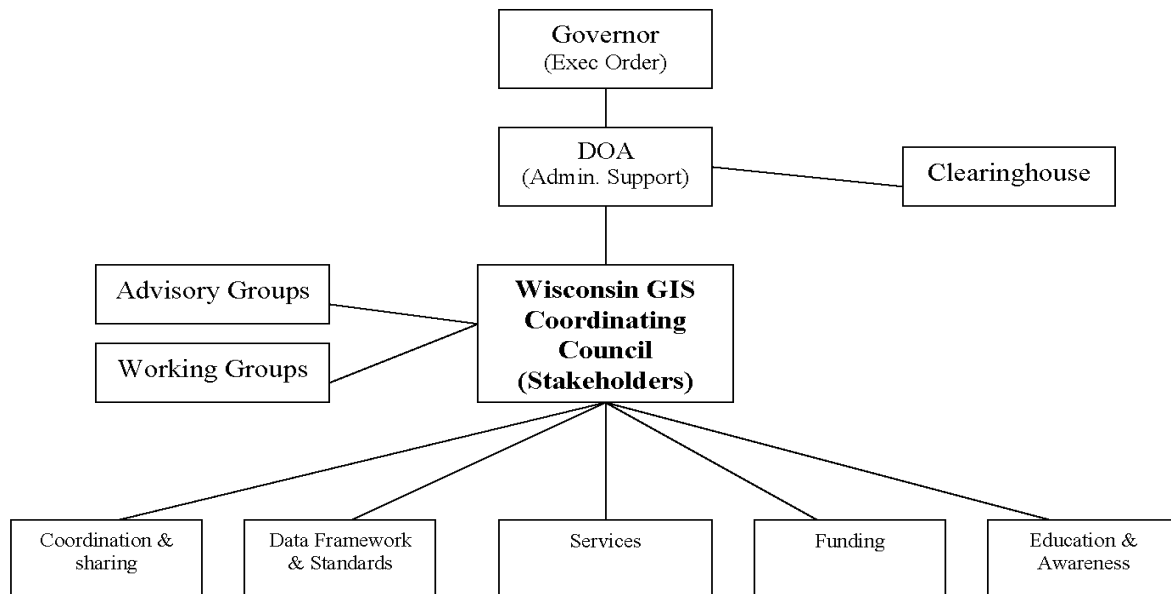 Governor
(Exec Order)
DOA
(Admin. Support)
Clearinghouse
Advisory Groups
Working Groups
Wisconsin GIS
Coordinating
Council
(Stakeholders)
Coordination &
sharing
Data Framework
& Standards
Services
Funding
Education &
Awareness